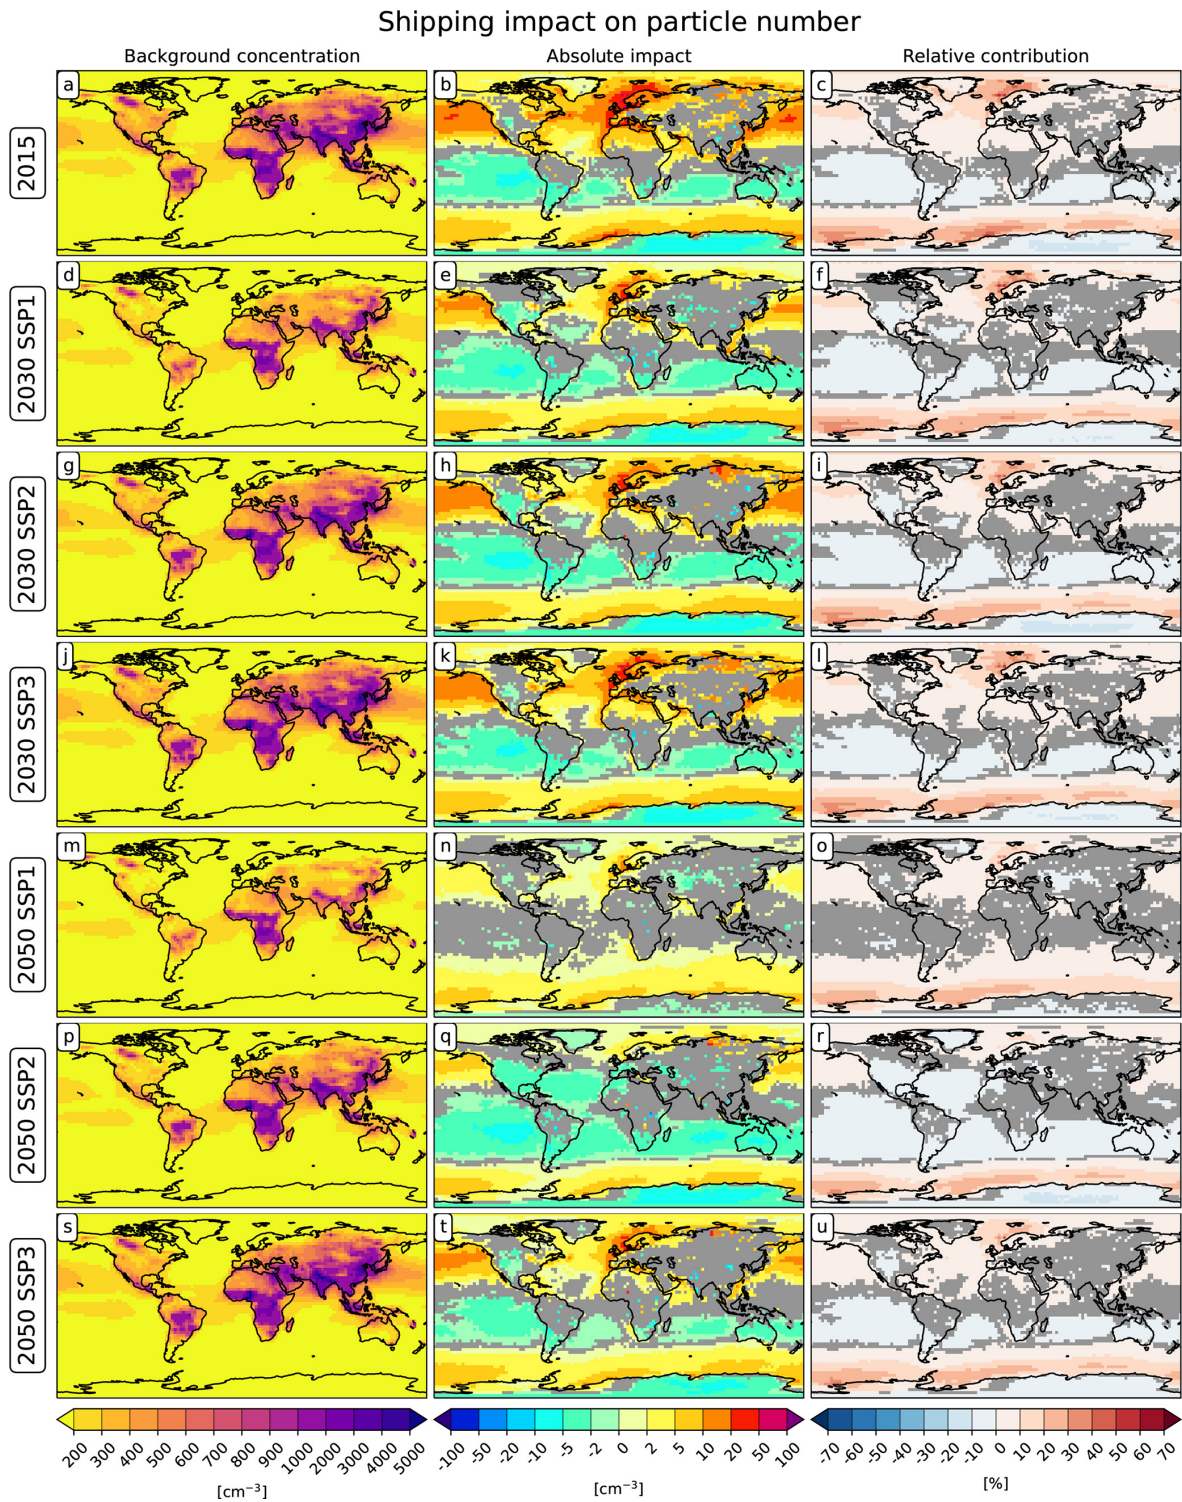 Shipping impact on particle number
Background concentration Absolute impact Relative contribution
2015 a b c
2030 SSP1 d e f
2030 SSP2 g h i
2030 SSP3 j k l
2050 SSP1 m n o
2050 SSP2 p q r
2050 SSP3 s t u
200 300 400 500 600 700 800 900 1000 2000 3000 4000 5000 -100 -50 -20 -10 -5 -2 0 2 5 10 20 50 100 -70 -60 -50 -40 -30 -20 -10 0 10 20 30 40 50 60 70
[cm⁻³] [cm⁻³] [%]